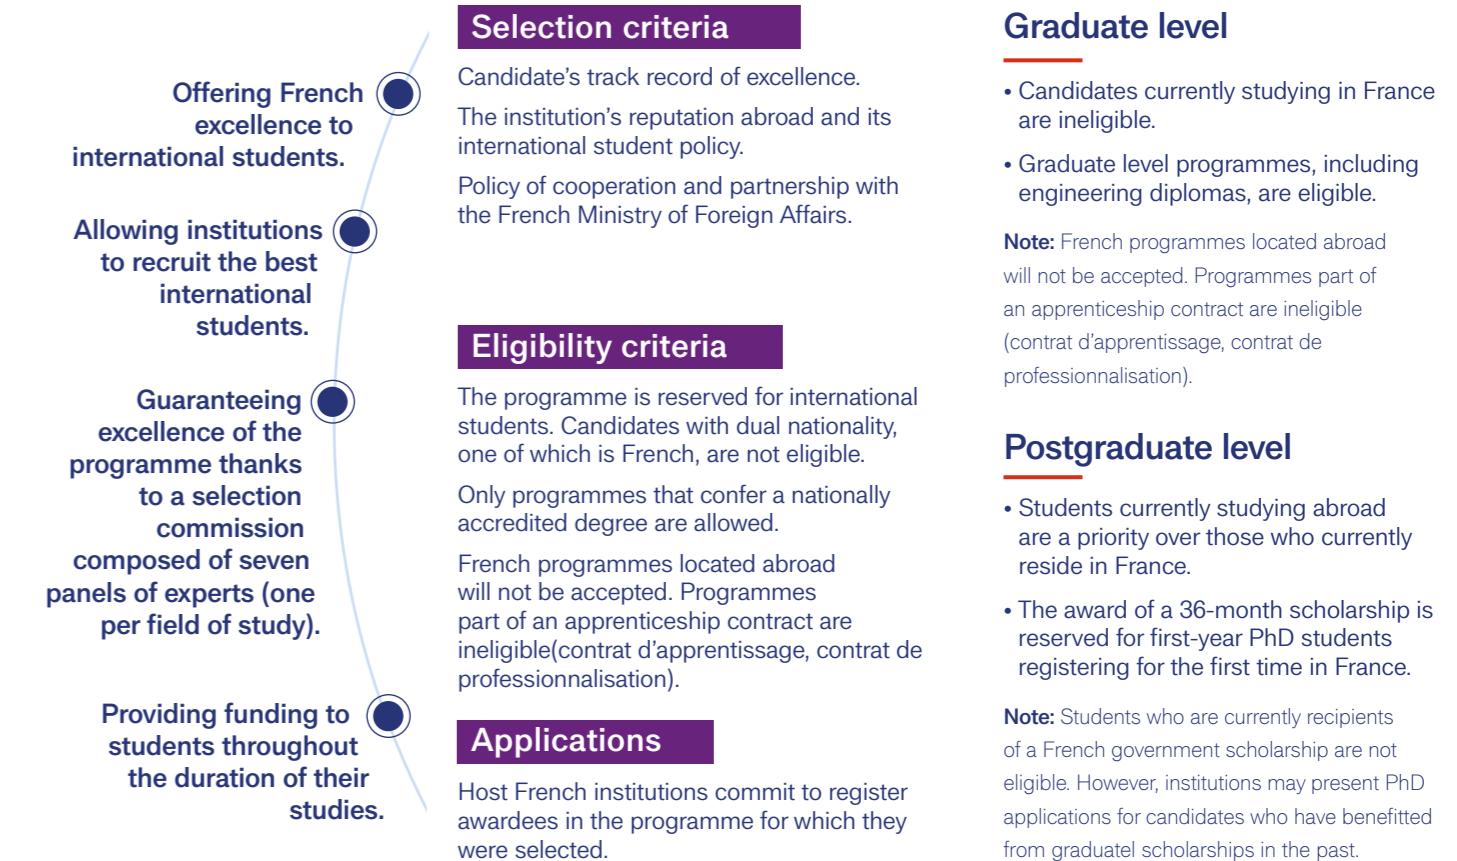 Offering French
excellence to
international students.
Allowing institutions
to recruit the best
international
students.
Guaranteeing
excellence of the
programme thanks
to a selection
commission
composed of seven
panels of experts (one
per field of study).
Providing funding to
students throughout
the duration of their
studies.
Selection criteria
Candidate’s track record of excellence.
The institution’s reputation abroad and its
international student policy.
Policy of cooperation and partnership with
the French Ministry of Foreign Affairs.
Eligibility criteria
The programme is reserved for international
students. Candidates with dual nationality,
one of which is French, are not eligible.
Only programmes that confer a nationally
accredited degree are allowed.
French programmes located abroad
will not be accepted. Programmes
part of an apprenticeship contract are
ineligible(contrat d’apprentissage, contrat de
professionnalisation).
Applications
Host French institutions commit to register
awardees in the programme for which they
were selected.
Graduate level
• Candidates currently studying in France
are ineligible.
• Graduate level programmes, including
engineering diplomas, are eligible.
Note: French programmes located abroad
will not be accepted. Programmes part of
an apprenticeship contract are ineligible
(contrat d’apprentissage, contrat de
professionnalisation).
Postgraduate level
• Students currently studying abroad
are a priority over those who currently
reside in France.
• The award of a 36-month scholarship is
reserved for first-year PhD students
registering for the first time in France.
Note: Students who are currently recipients
of a French government scholarship are not
eligible. However, institutions may present PhD
applications for candidates who have benefitted
from graduatel scholarships in the past.